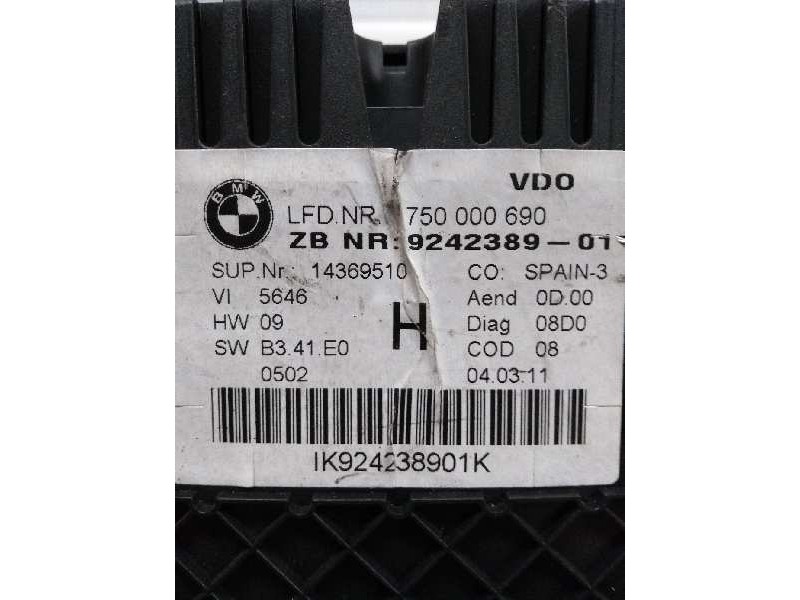 VDO
BMW
LFD.NR. 750 000 690
ZB NR: 9242389-01
SUP.Nr.: 14369510 CO: SPAIN-3
VI 5646 Aend 0D.00
HW 09 H Diag 08D0
SW B3.41.E0 COD 08
0502 04.03.11
IK924238901K